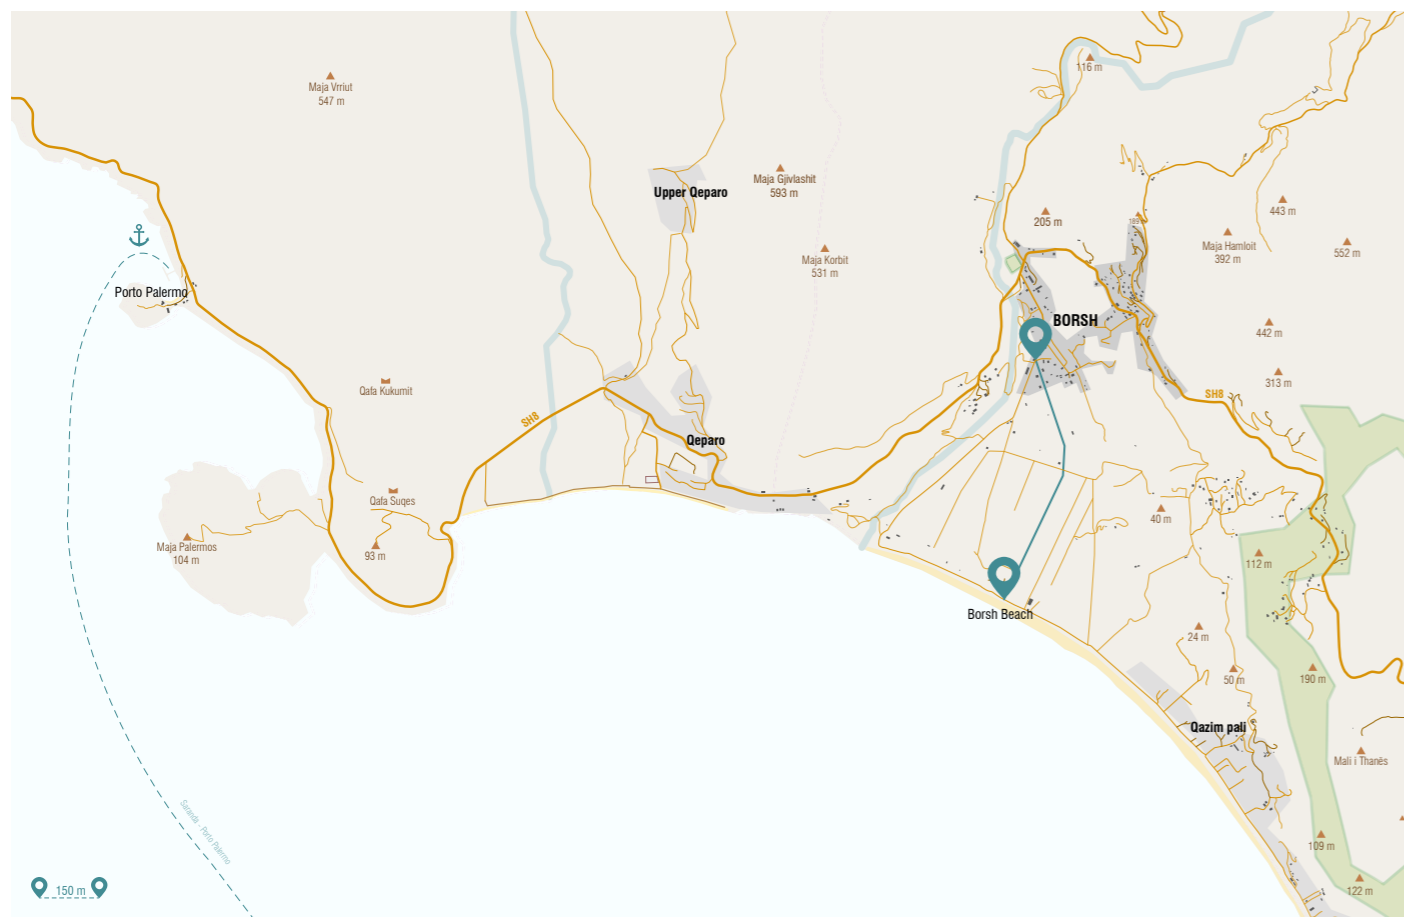 116 m
Maja Vrriut
547 m
Upper Qeparo
Maja Gjivlashit
593 m
205 m
443 m
189 m
Maja Hamloit
392 m
552 m
Maja Korbit
531 m
Porto Palermo
BORSH
442 m
313 m
Qafa Kukumit
SH8
SH8
Qeparo
Qafa Suqes
40 m
Maja Palermos
104 m
93 m
112 m
Borsh Beach
24 m
50 m
190 m
Qazim pali
Mali i Thanës
Saranda - Porto Palermo
109 m
122 m
150 m